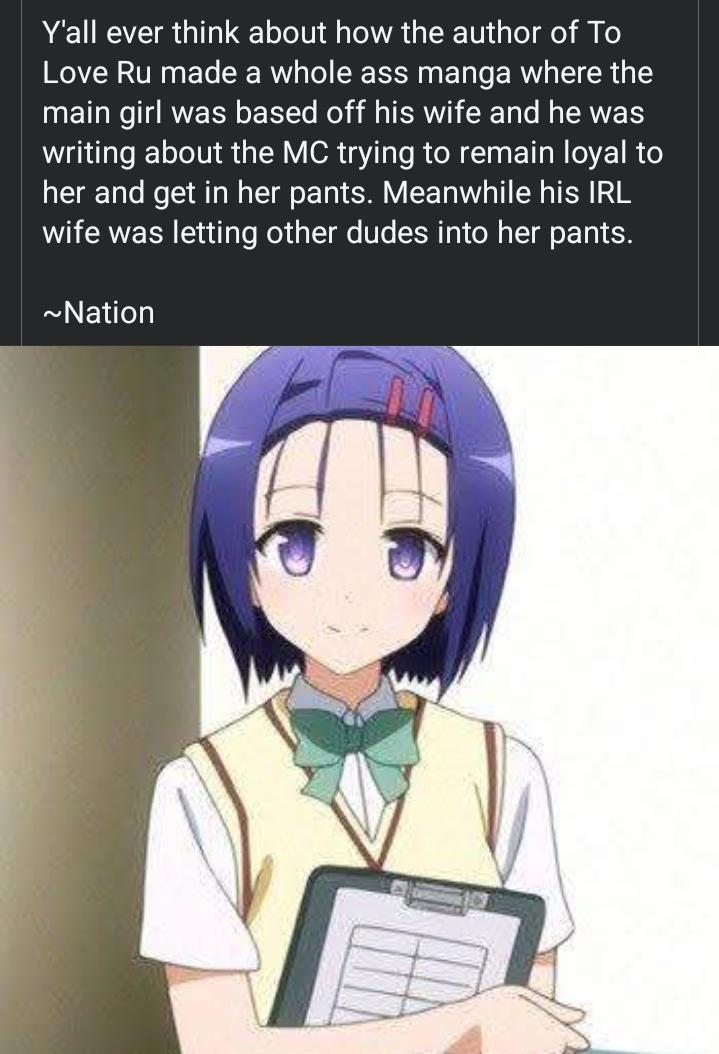 Y'all ever think about how the author of To
Love Ru made a whole ass manga where the
main girl was based off his wife and he was
writing about the MC trying to remain loyal to
her and get in her pants. Meanwhile his IRL
wife was letting other dudes into her pants.
~Nation